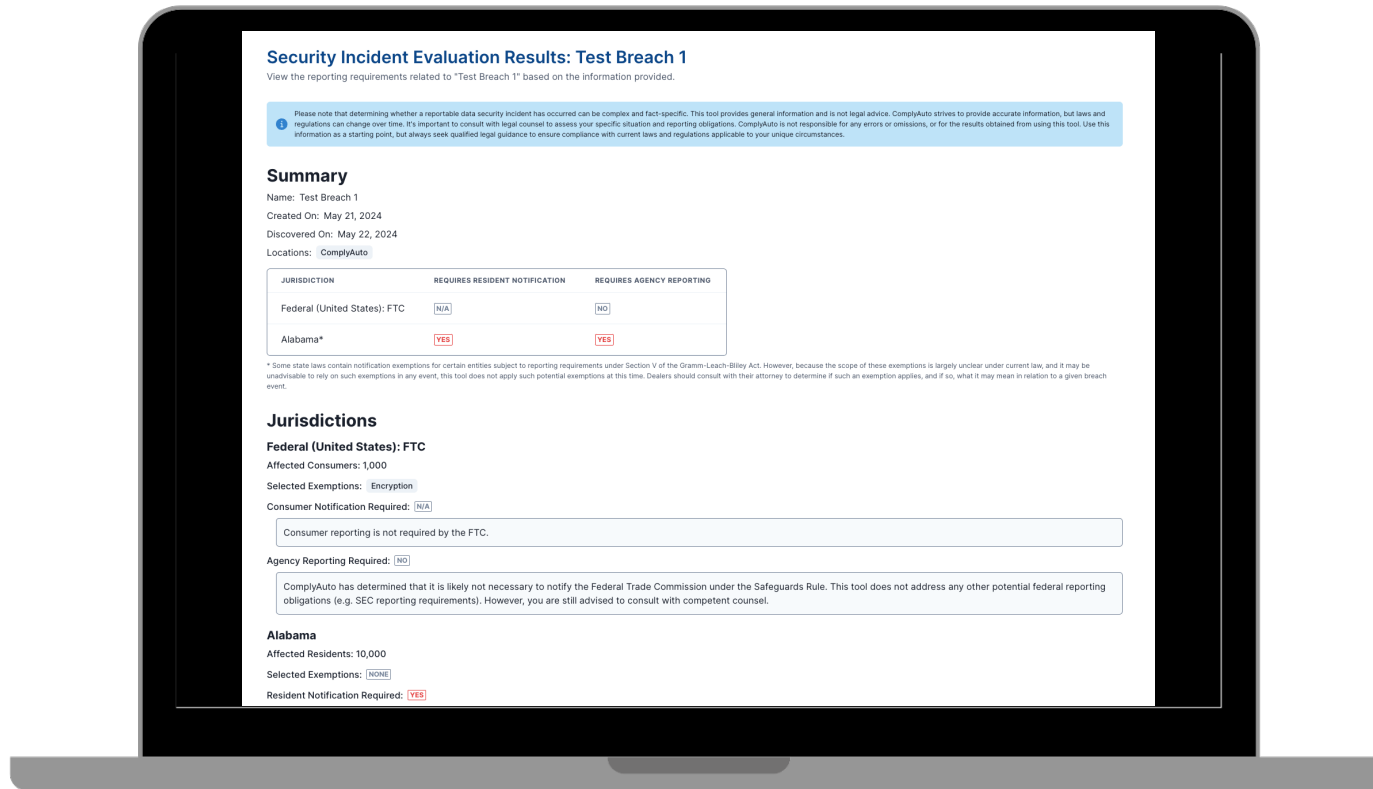 Security Incident Evaluation Results: Test Breach 1
View the reporting requirements related to "Test Breach 1" based on the information provided.
Please note that determining whether a reportable data security incident has occurred can be complex and fact-specific. This tool provides general information and is not legal advice. ComplyAuto strives to provide accurate information, but laws and
regulations can change over time. It's important to consult with legal counsel to assess your specific situation and reporting obligations. ComplyAuto is not responsible for any errors or omissions, or for the results obtained from using this tool. Use this
information as a starting point, but always seek qualified legal guidance to ensure compliance with current laws and regulations applicable to your unique circumstances.
Summary
Name: Test Breach 1
Created On: May 21, 2024
Discovered On: May 22, 2024
Locations: ComplyAuto
JURISDICTION REQUIRES RESIDENT NOTIFICATION REQUIRES AGENCY REPORTING
Federal (United States): FTC N/A NO
Alabama* YES YES
* Some state laws contain notification exemptions for certain entities subject to reporting requirements under Section V of the Gramm-Leach-Bliley Act. However, because the scope of these exemptions is largely unclear under current law, and it may be
unadvisable to rely on such exemptions in any event, this tool does not apply such potential exemptions at this time. Dealers should consult with their attorney to determine if such an exemption applies, and if so, what it may mean in relation to a given breach
event.
Jurisdictions
Federal (United States): FTC
Affected Consumers: 1,000
Selected Exemptions: Encryption
Consumer Notification Required: N/A
Consumer reporting is not required by the FTC.
Agency Reporting Required: NO
ComplyAuto has determined that it is likely not necessary to notify the Federal Trade Commission under the Safeguards Rule. This tool does not address any other potential federal reporting
obligations (e.g. SEC reporting requirements). However, you are still advised to consult with competent counsel.
Alabama
Affected Residents: 10,000
Selected Exemptions: NONE
Resident Notification Required: YES